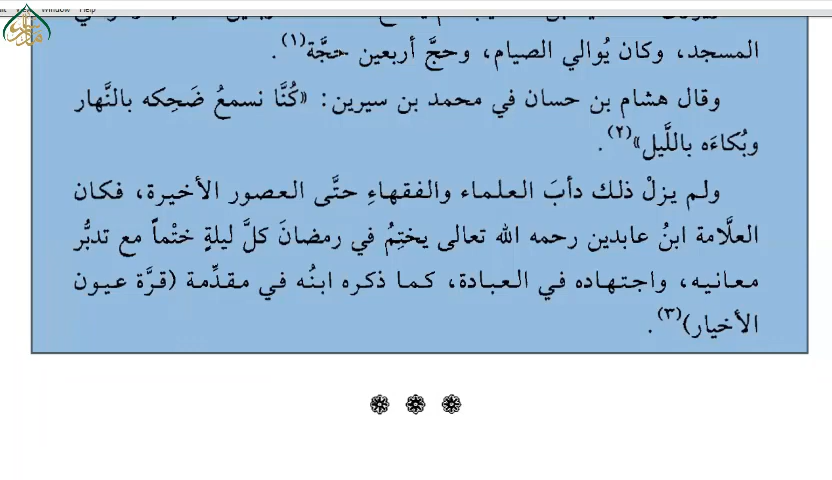 Window Help
المسجد، وكان يُوالي الصيام، وحجَّ أربعين حجَّة(١).
وقال هشام بن حسان في محمد بن سيرين: «كُنَّا نسمعُ ضَحِكه بالنَّهار
وبُكاءَه باللَّيل»(٢).
ولم يزلْ ذلك دأبَ العلماء والفقهاءِ حتَّى العصور الأخيرة، فكان
العلَّامة ابنُ عابدين رحمه الله تعالى يختِمُ في رمضانَ كلَّ ليلةٍ ختْماً مع تدبُّر
معانيه، واجتهاده في العبادة، كما ذكره ابنُه في مقدِّمة (قرَّة عيون
الأخيار)(٣).